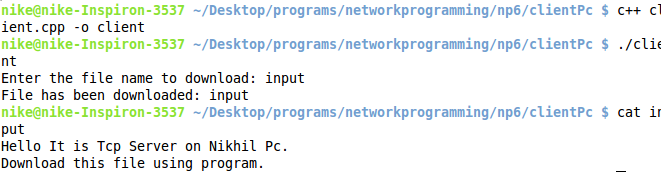 nike@nike-Inspiron-3537 ~/Desktop/programs/networkprogramming/np6/clientPc $ c++ cl
ient.cpp -o client
nike@nike-Inspiron-3537 ~/Desktop/programs/networkprogramming/np6/clientPc $ ./clie
nt
Enter the file name to download: input
File has been downloaded: input
nike@nike-Inspiron-3537 ~/Desktop/programs/networkprogramming/np6/clientPc $ cat in
put
Hello It is Tcp Server on Nikhil Pc.
Download this file using program.